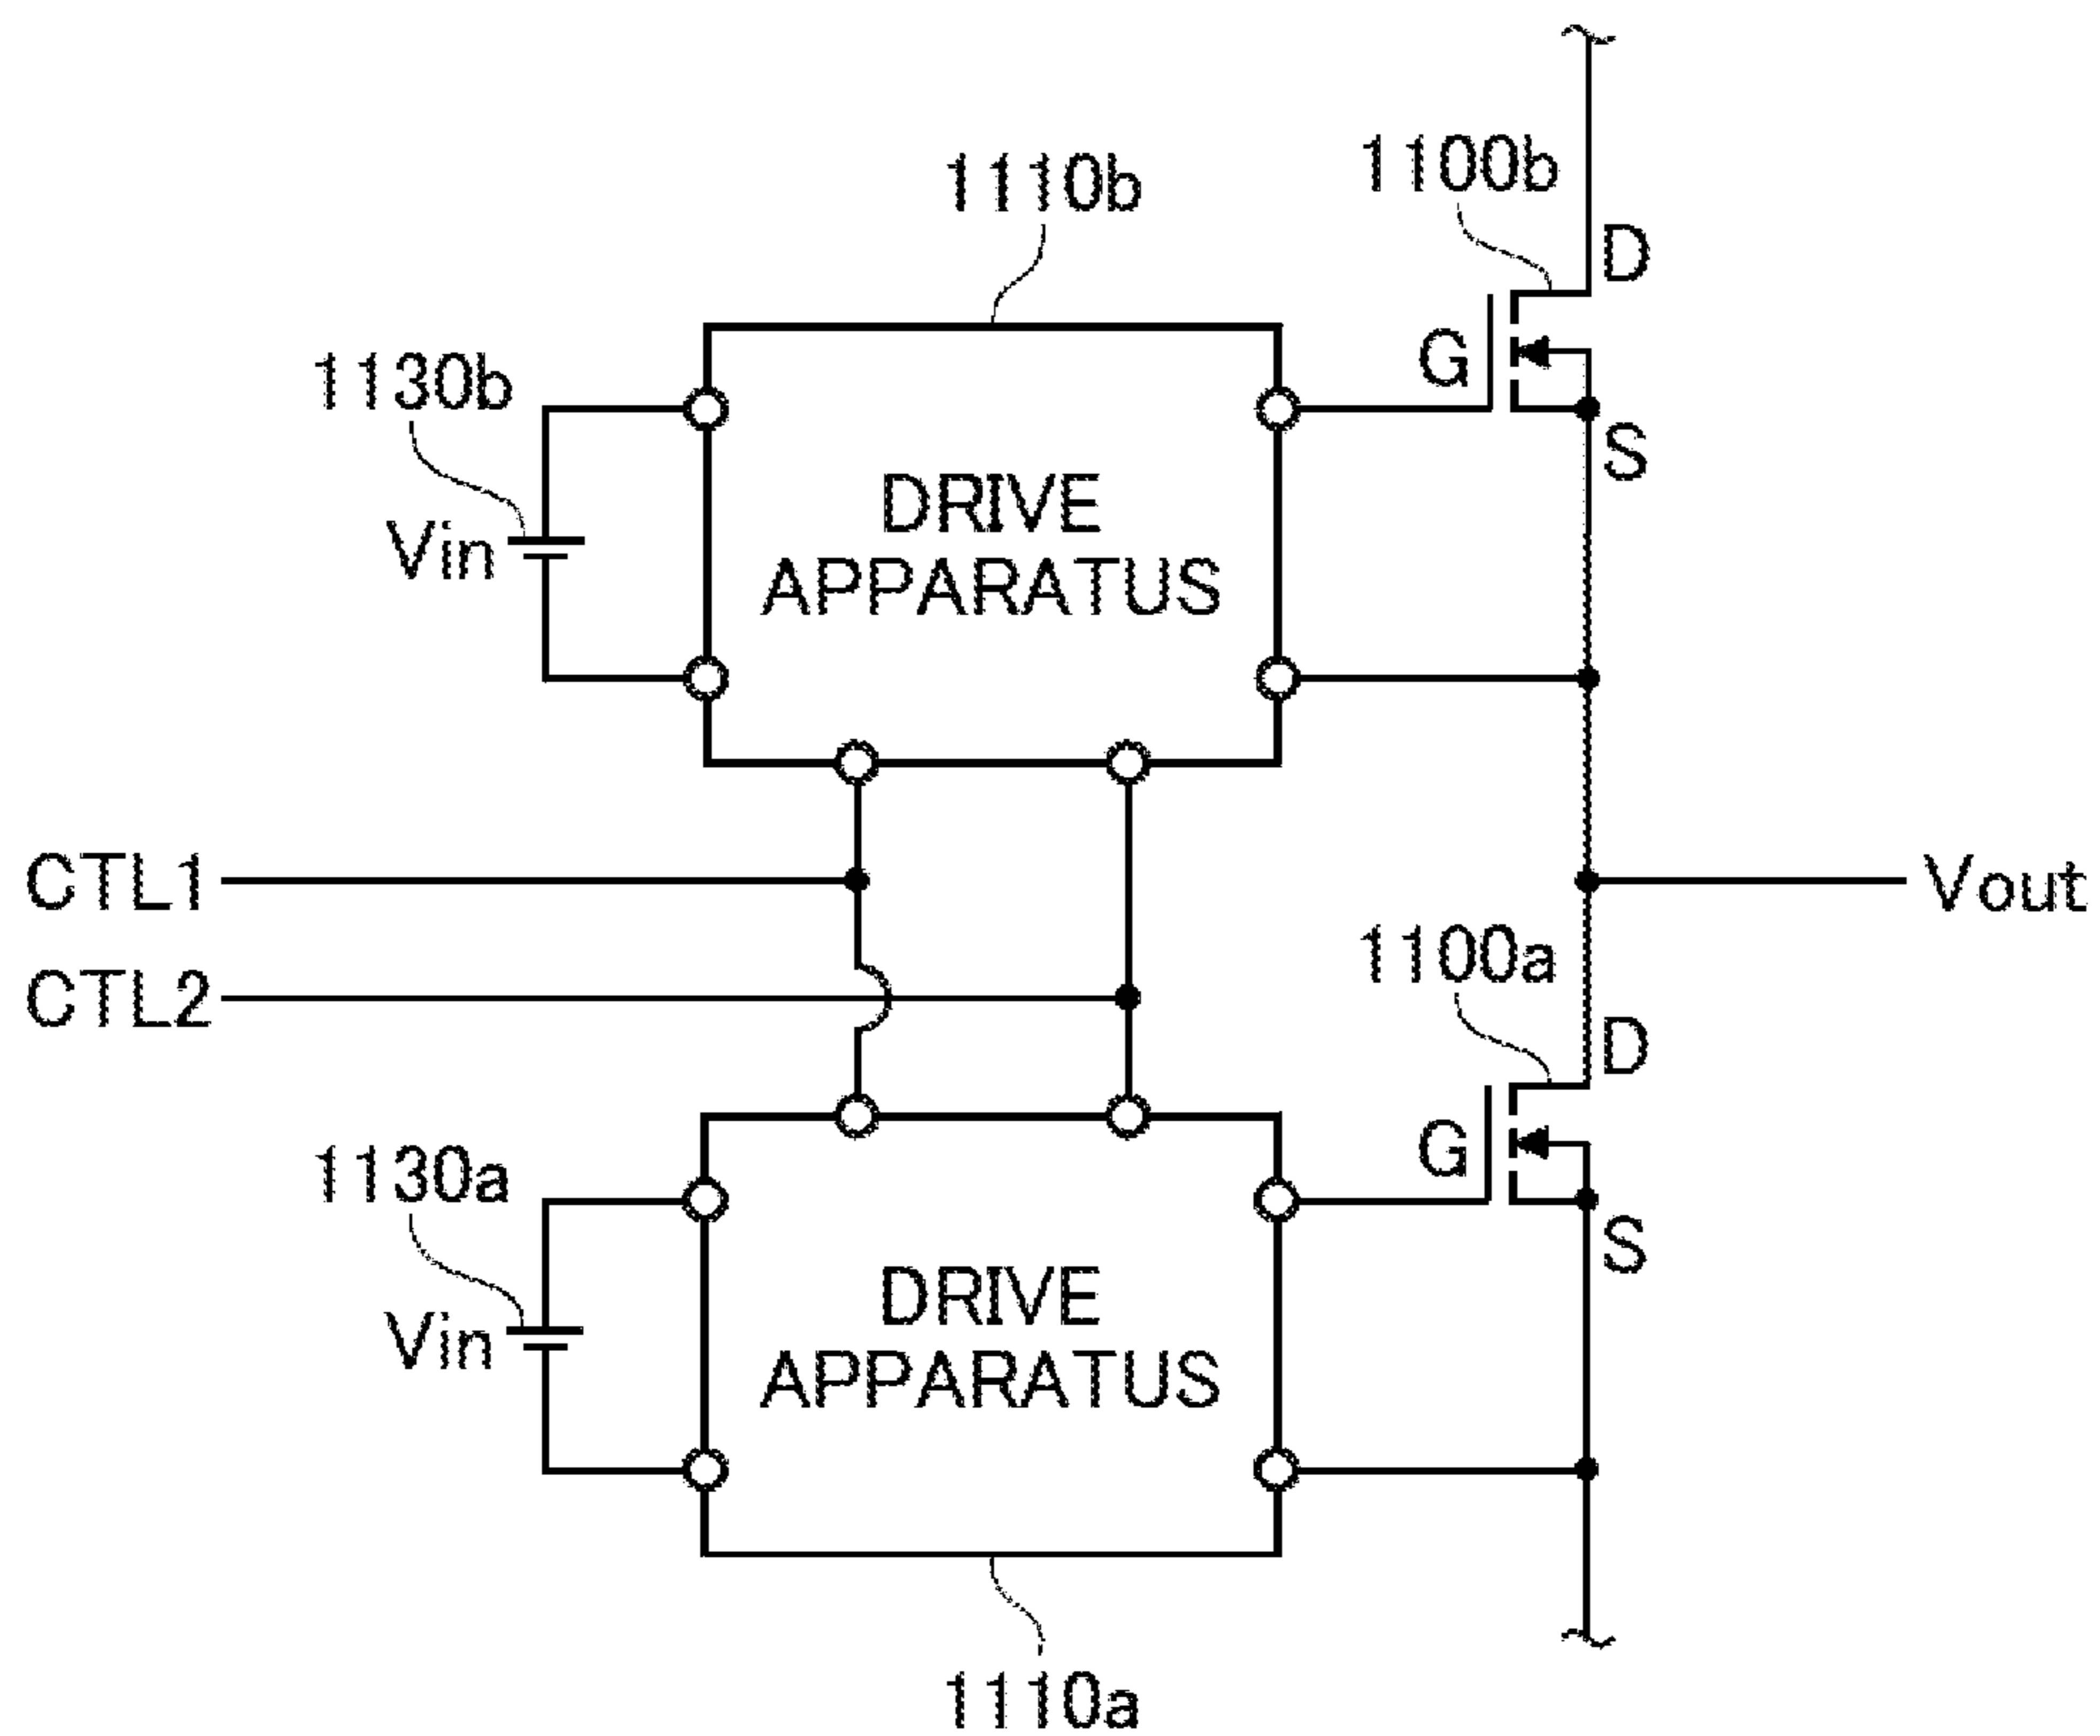 1100b
1110b
D
1130b
G
S
DRIVE
Vin
APPARATUS
CTL1
Vout
1100a
CTL2
D
1130a
G
S
DRIVE
Vin
APPARATUS
1110a